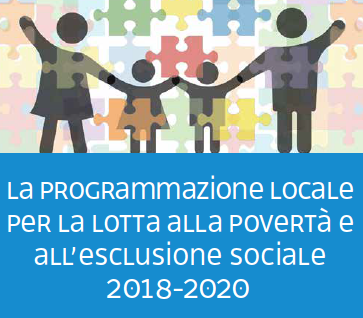 La programmazione locale
per la lotta alla povertà e
all'esclusione sociale
2018-2020